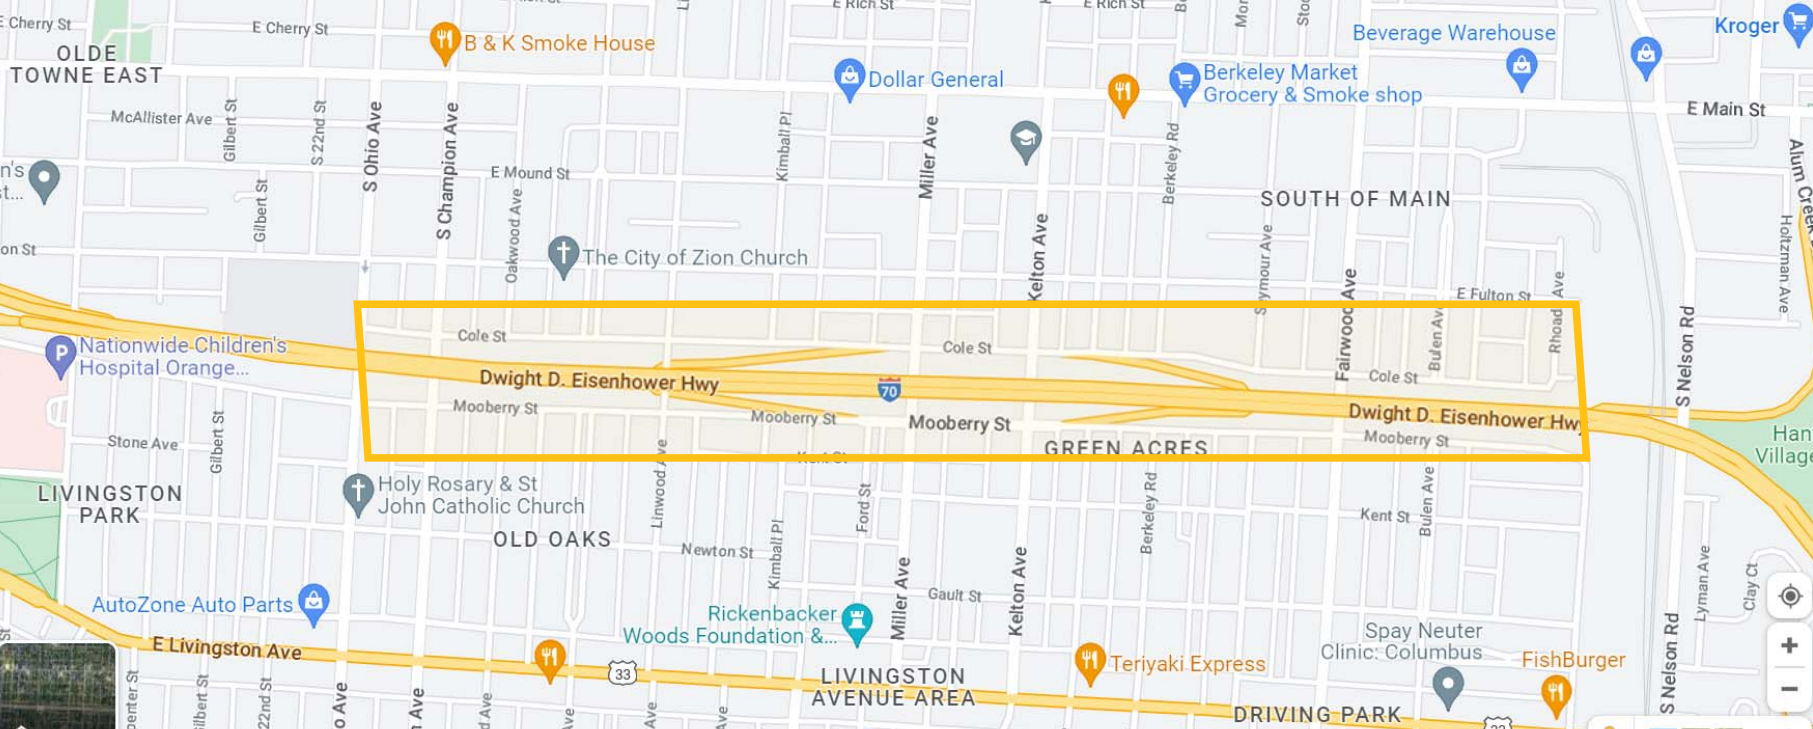 E Rich St
E Rich St
E Cherry St
E Cherry St
B & K Smoke House
Beverage Warehouse
Kroger
OLDE
TOWNE EAST
Dollar General
Berkeley Market
Grocery & Smoke shop
E Main St
McAllister Ave
Gilbert St
S 22nd St
S Ohio Ave
S Champion Ave
Kimball Pl
Miller Ave
Berkeley Rd
E Mound St
SOUTH OF MAIN
Gilbert St
Oakwood Ave
Kelton Ave
Holtzman Ave
on St
The City of Zion Church
ymour Ave
Fairwood Ave
E Fulton St
Rhoad Ave
S Nelson Rd
Nationwide Children's
Hospital Orange...
Cole St
Cole St
Cole St
Dwight D. Eisenhower Hwy
70
Dwight D. Eisenhower Hwy
Mooberry St
Mooberry St
Mooberry St
Mooberry St
GREEN ACRES
Stone Ave
Gilbert St
Linwood Ave
Kent St
Han
Village
LIVINGSTON
PARK
Holy Rosary & St
John Catholic Church
Ford St
Berkeley Rd
Bulen Ave
Kent St
OLD OAKS
Newton St
Kimball Pl
Miller Ave
Kelton Ave
Lyman Ave
Clay Ct
AutoZone Auto Parts
Gault St
Rickenbacker
Woods Foundation &...
Spay Neuter
Clinic: Columbus
S Nelson Rd
E Livingston Ave
33
Teriyaki Express
FishBurger
LIVINGSTON
AVENUE AREA
DRIVING PARK